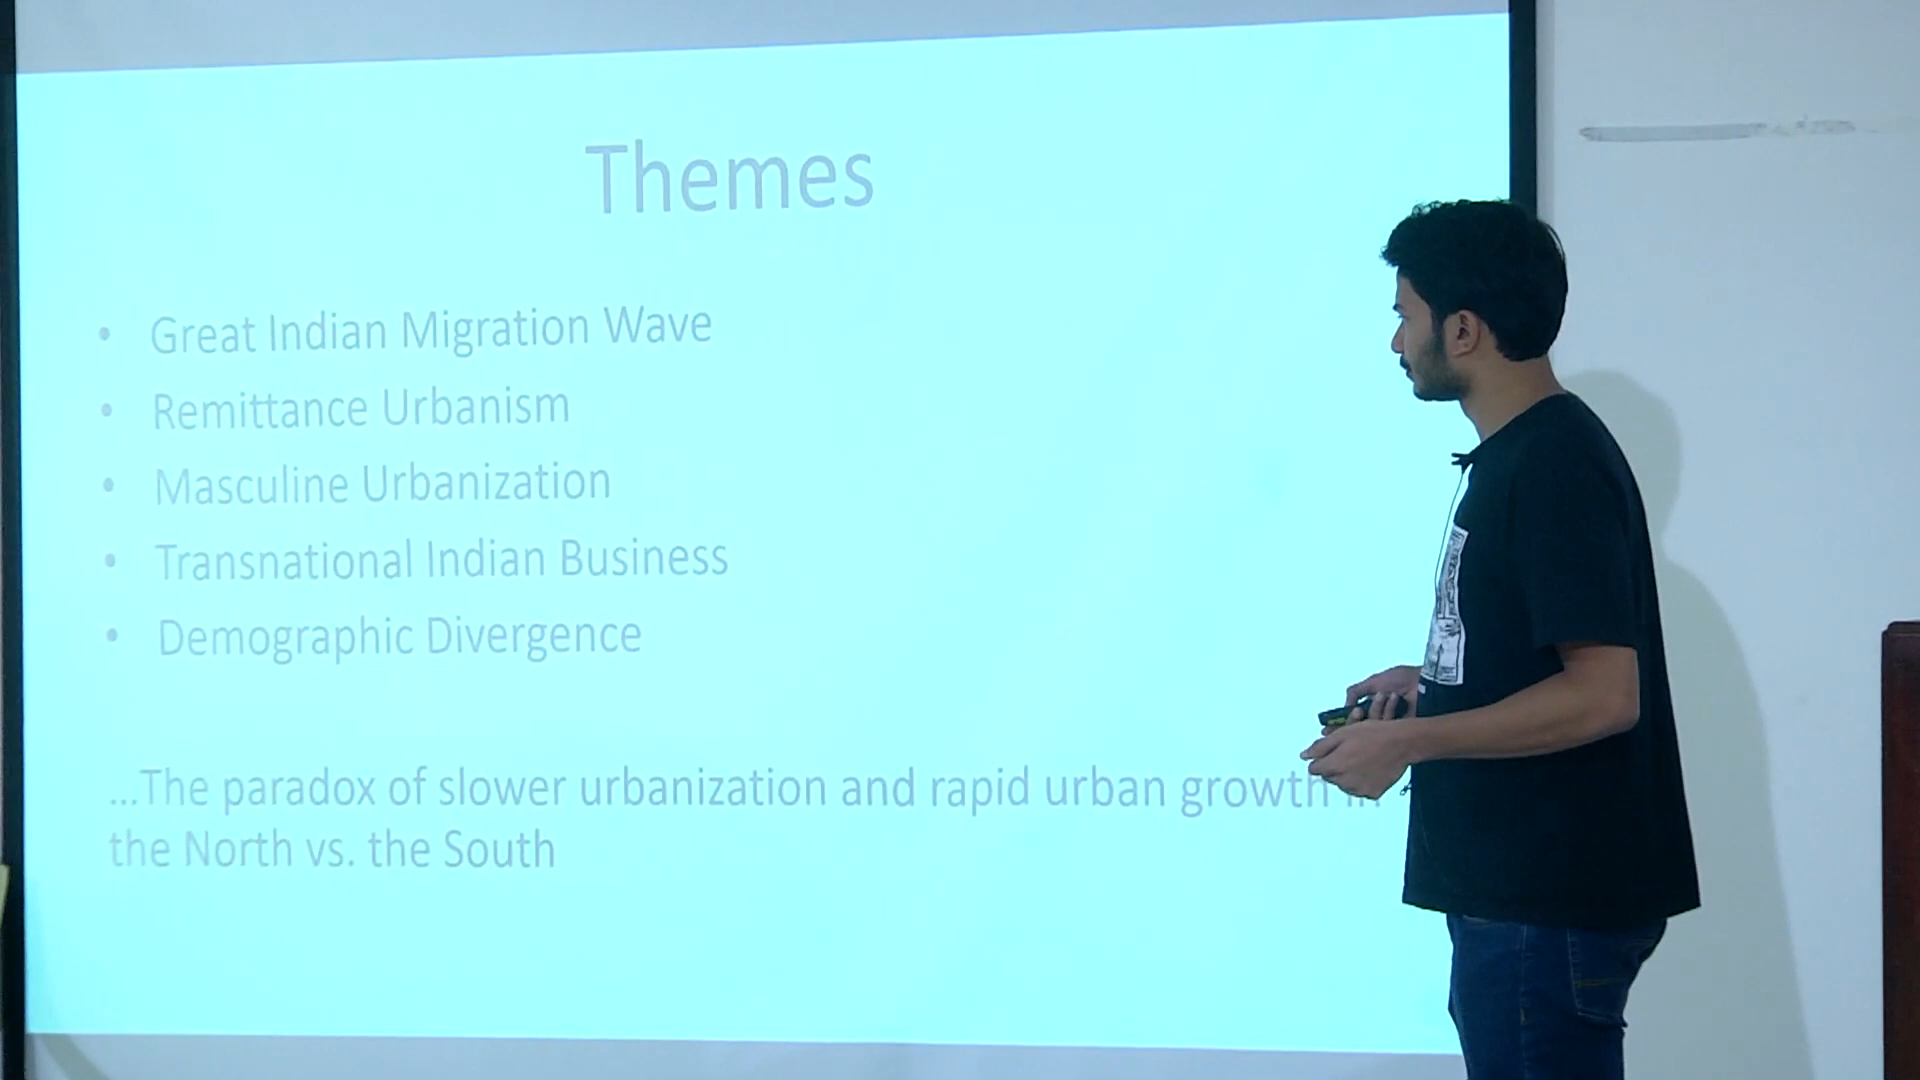 Themes
• Great Indian Migration Wave
• Remittance Urbanism
• Masculine Urbanization
• Transnational Indian Business
• Demographic Divergence
...The paradox of slower urbanization and rapid urban growth in
the North vs. the South